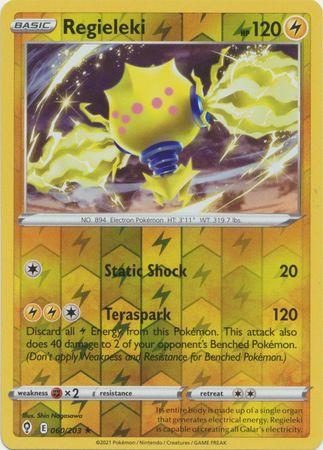 BASIC
Regieleki
HP 120
NO. 894 Electron Pokémon HT: 3'11" WT: 319.7 lbs.
Static Shock 20
Teraspark 120
Discard all Energy from this Pokémon. This attack also
does 40 damage to 2 of your opponent's Benched Pokémon.
(Don't apply Weakness and Resistance for Benched Pokémon.)
weakness ×2 resistance retreat
Illus. Shin Nagasawa
E 060/203 ★
Its entire body is made up of a single organ
that generates electrical energy. Regieleki
is capable of creating all Galar's electricity.
©2021 Pokémon / Nintendo / Creatures / GAME FREAK